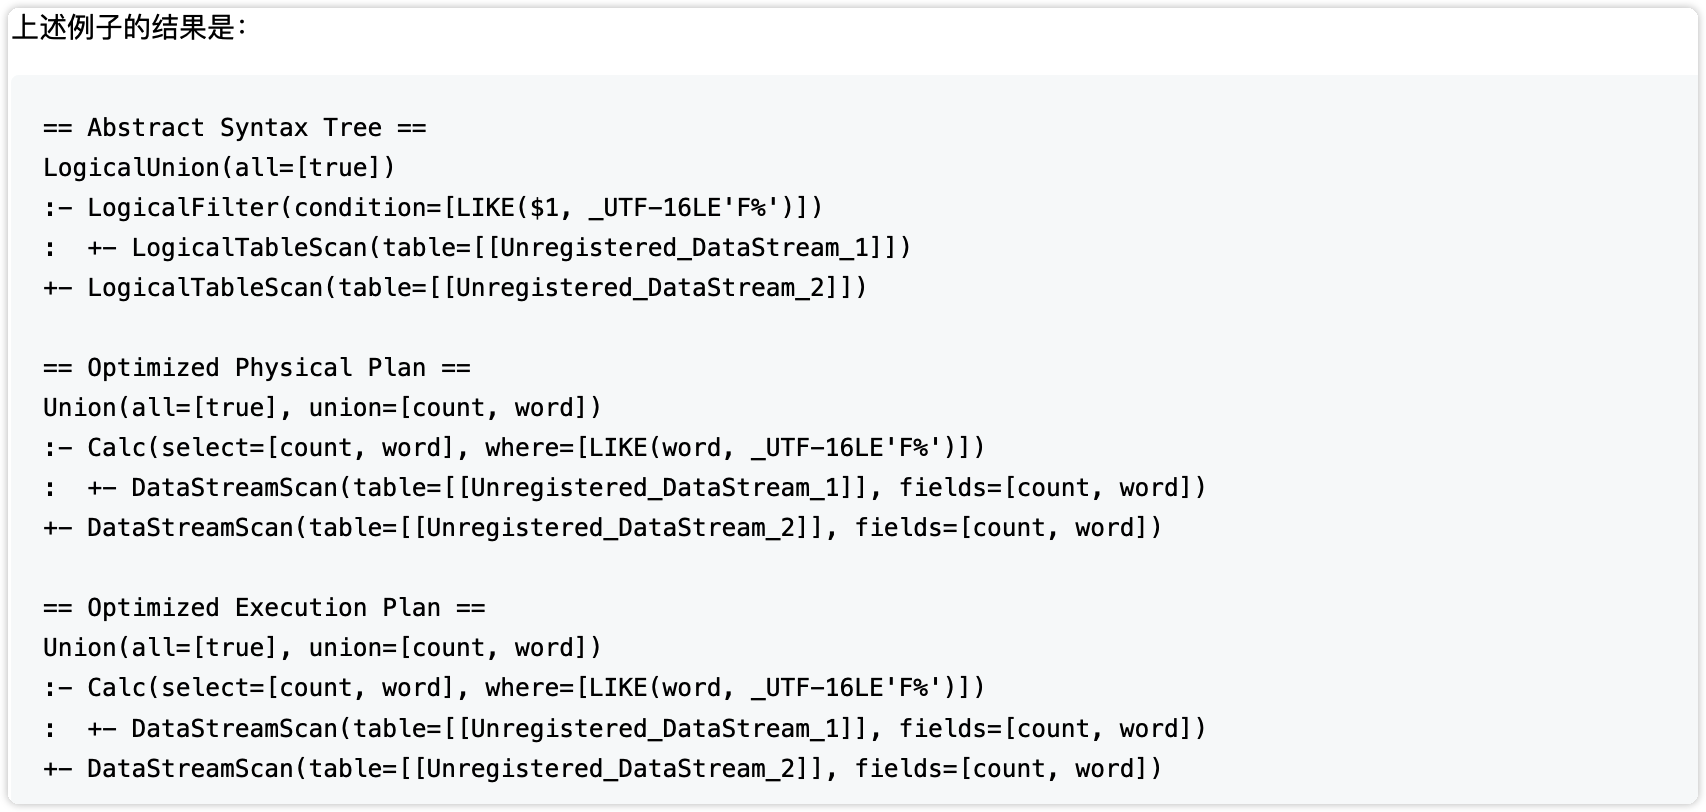 上述例子的结果是：
== Abstract Syntax Tree ==
LogicalUnion(all=[true])
:- LogicalFilter(condition=[LIKE($1, _UTF-16LE'F%')])
:  +- LogicalTableScan(table=[[Unregistered_DataStream_1]])
+- LogicalTableScan(table=[[Unregistered_DataStream_2]])

== Optimized Physical Plan ==
Union(all=[true], union=[count, word])
:- Calc(select=[count, word], where=[LIKE(word, _UTF-16LE'F%')])
:  +- DataStreamScan(table=[[Unregistered_DataStream_1]], fields=[count, word])
+- DataStreamScan(table=[[Unregistered_DataStream_2]], fields=[count, word])

== Optimized Execution Plan ==
Union(all=[true], union=[count, word])
:- Calc(select=[count, word], where=[LIKE(word, _UTF-16LE'F%')])
:  +- DataStreamScan(table=[[Unregistered_DataStream_1]], fields=[count, word])
+- DataStreamScan(table=[[Unregistered_DataStream_2]], fields=[count, word])